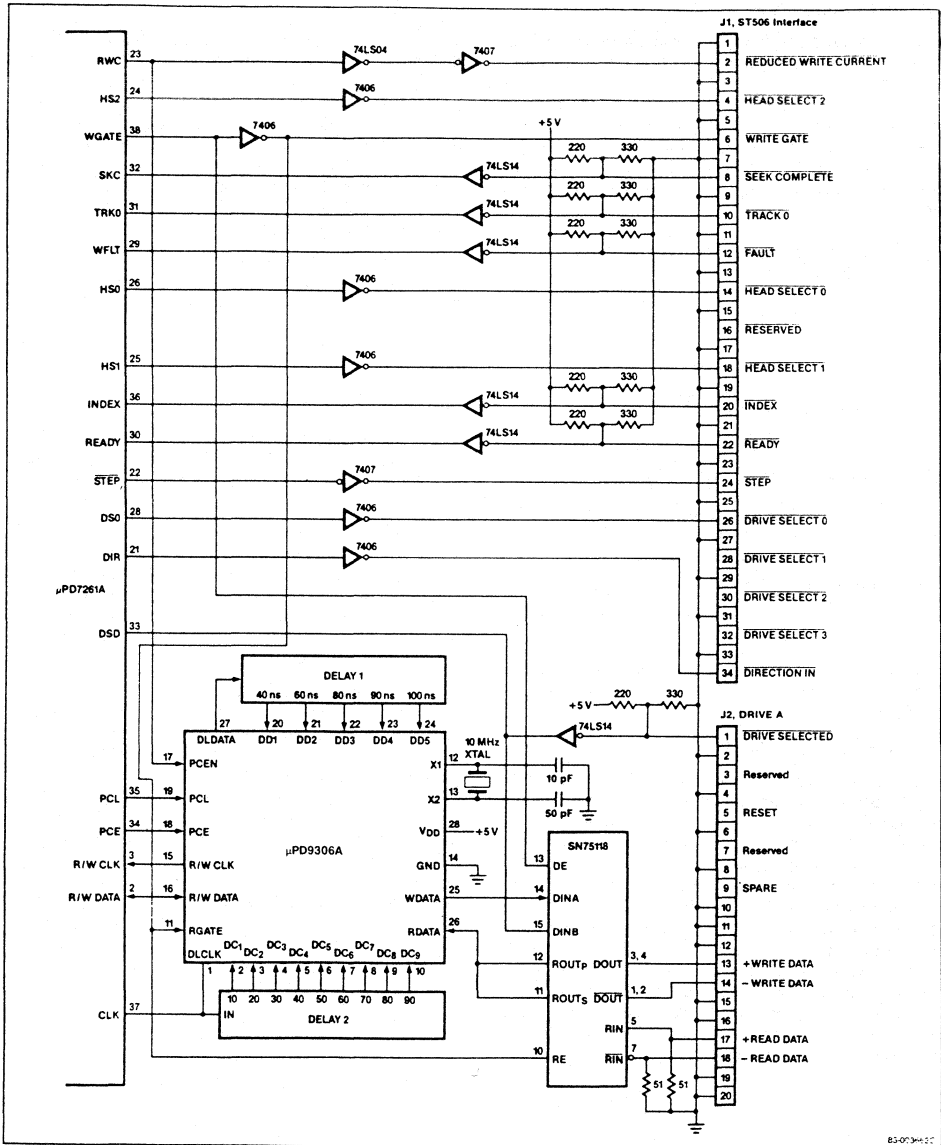 J1, ST506 Interface
RWC 23 74LS04 7407 1
2 REDUCED WRITE CURRENT
3
HS2 24 7406 4 HEAD SELECT 2
5
+5 V
WGATE 38 7406 6 WRITE GATE
220 330 7
SKC 32 74LS14 8 SEEK COMPLETE
220 330 9
TRK0 31 74LS14 10 TRACK 0
220 330 11
WFLT 29 74LS14 12 FAULT
13
HS0 26 7406 14 HEAD SELECT 0
15
16 RESERVED
17
HS1 25 7406 18 HEAD SELECT 1
220 330 19
INDEX 36 74LS14 20 INDEX
220 330 21
READY 30 74LS14 22 READY
23
STEP 22 7407 24 STEP
25
DS0 28 7406 26 DRIVE SELECT 0
27
DIR 21 7406 28 DRIVE SELECT 1
29
µPD7261A
30 DRIVE SELECT 2
31
DSD 33 32 DRIVE SELECT 3
33
34 DIRECTION IN
DELAY 1
40 ns 60 ns 80 ns 90 ns 100 ns
27 20 21 22 23 24
DLDATA DD1 DD2 DD3 DD4 DD5
+5 V 220 330
J2, DRIVE A
74LS14 1 DRIVE SELECTED
2
3 Reserved
4
5 RESET
6
7 Reserved
8
9 SPARE
10
11
12
13 +WRITE DATA
14 −WRITE DATA
15
16
17 +READ DATA
18 −READ DATA
19
20
17 PCEN
PCL 35 19 PCL
PCE 34 18 PCE
R/W CLK 3 15 R/W CLK
R/W DATA 2 16 R/W DATA
11 RGATE
µPD9306A
X1 12
10 MHz
XTAL
10 pF
X2 13
50 pF
VDD 28 +5 V
GND 14
WDATA 25
RDATA 26
DLCLK DC1 DC2 DC3 DC4 DC5 DC6 DC7 DC8 DC9
1 2 3 4 5 6 7 8 9 10
10 20 30 40 50 60 70 80 90
CLK 37 IN DELAY 2
SN75118
13 DE
14 DINA
15 DINB
12 ROUTP DOUT 3, 4
11 ROUTS DOUT 1, 2
RIN 5
10 RE RIN 7
51 51